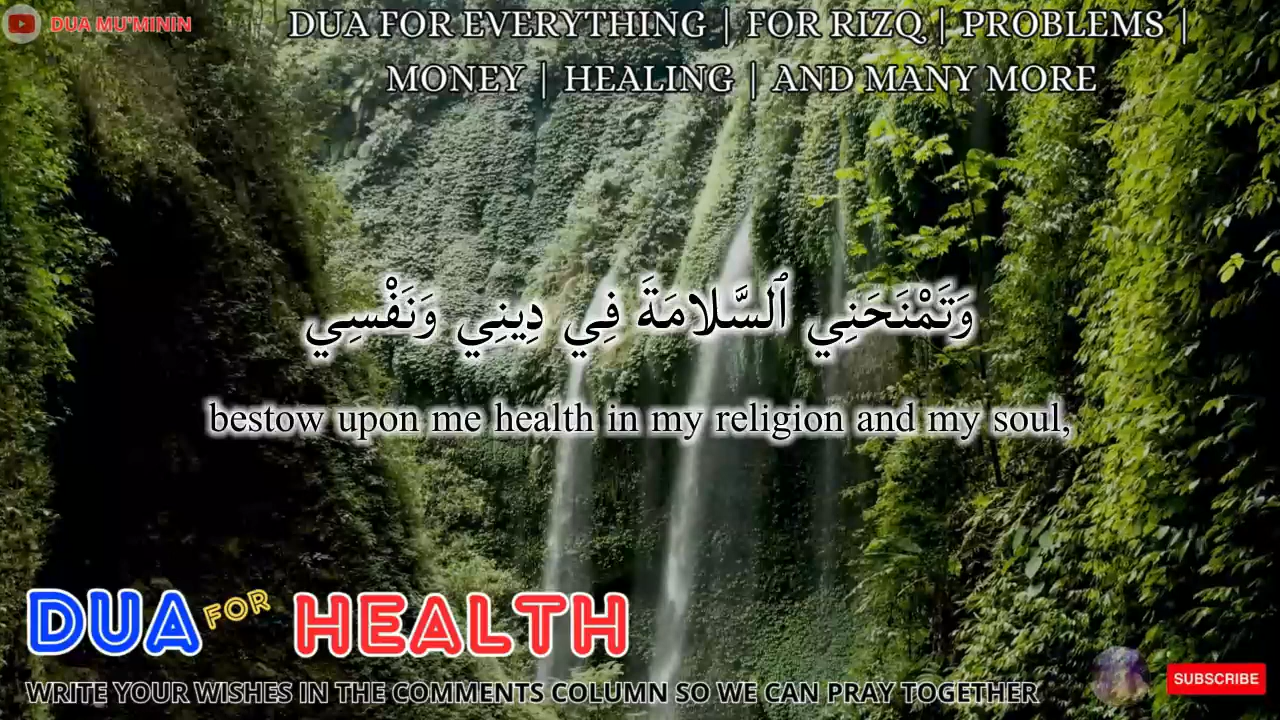 DUA MU'MININ
DUA FOR EVERYTHING | FOR RIZQ | PROBLEMS |
MONEY | HEALING | AND MANY MORE
وَتَمْنَحَنِي ٱلسَّلامَةَ فِي دِينِي وَنَفْسِي
bestow upon me health in my religion and my soul,
DUA FOR HEALTH
WRITE YOUR WISHES IN THE COMMENTS COLUMN SO WE CAN PRAY TOGETHER
SUBSCRIBE